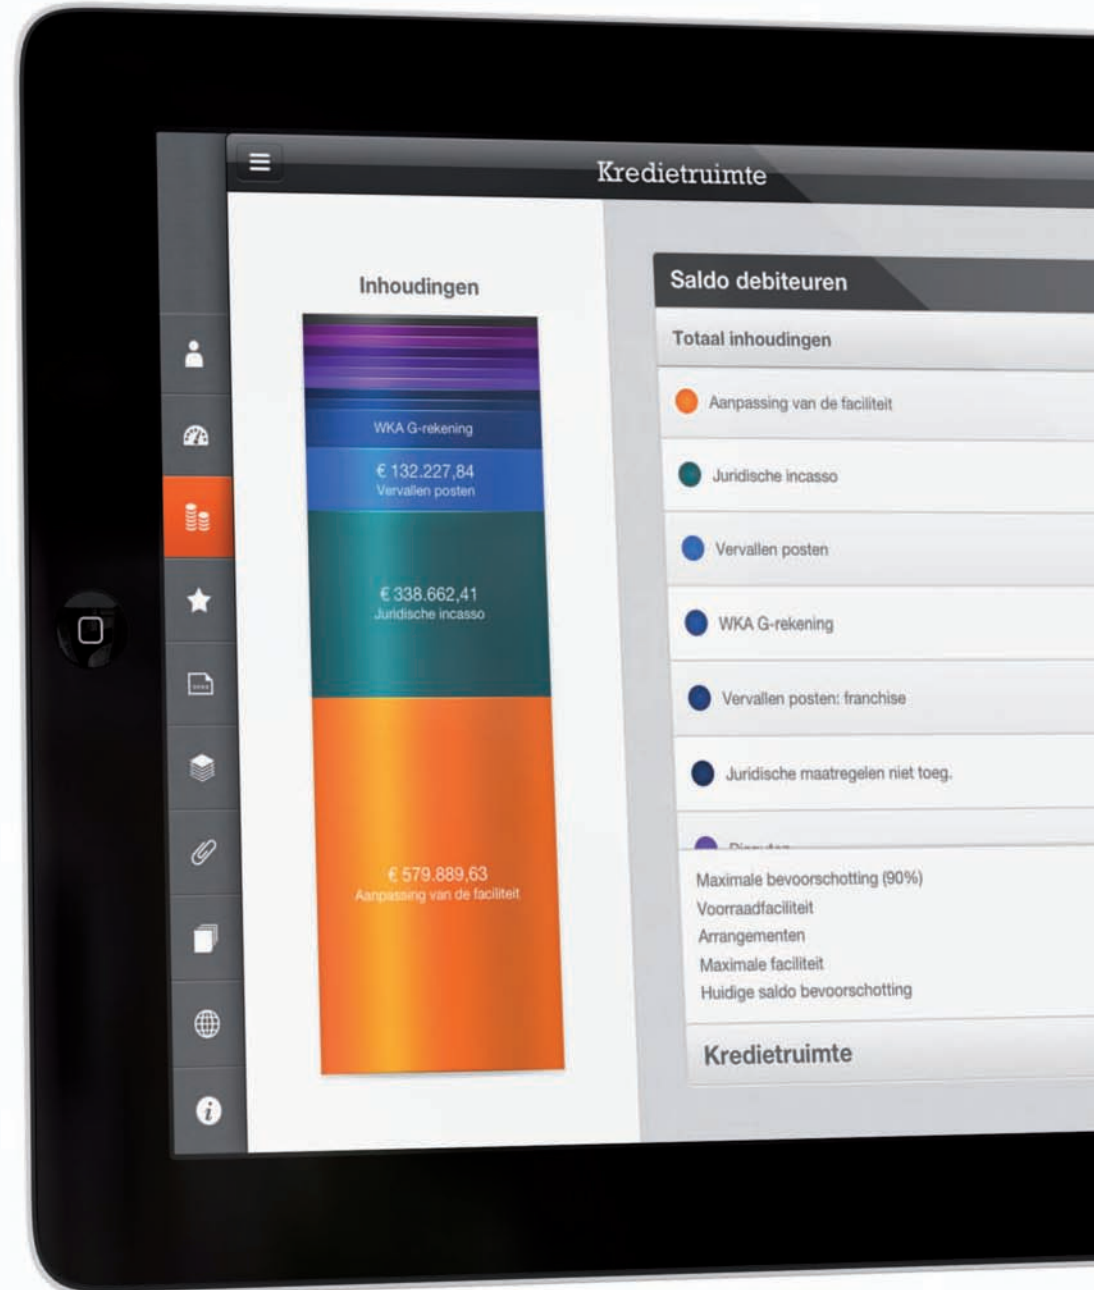 Kredietruimte
Inhoudingen
WKA G-rekening
€ 132.227,84
Vervallen posten
€ 338.662,41
Juridische incasso
€ 579.889,63
Aanpassing van de faciliteit
Saldo debiteuren
Totaal inhoudingen
Aanpassing van de faciliteit
Juridische incasso
Vervallen posten
WKA G-rekening
Vervallen posten: franchise
Juridische maatregelen niet toeg.
Maximale bevoorschotting (90%)
Voorraadfaciliteit
Arrangementen
Maximale faciliteit
Huidige saldo bevoorschotting
Kredietruimte